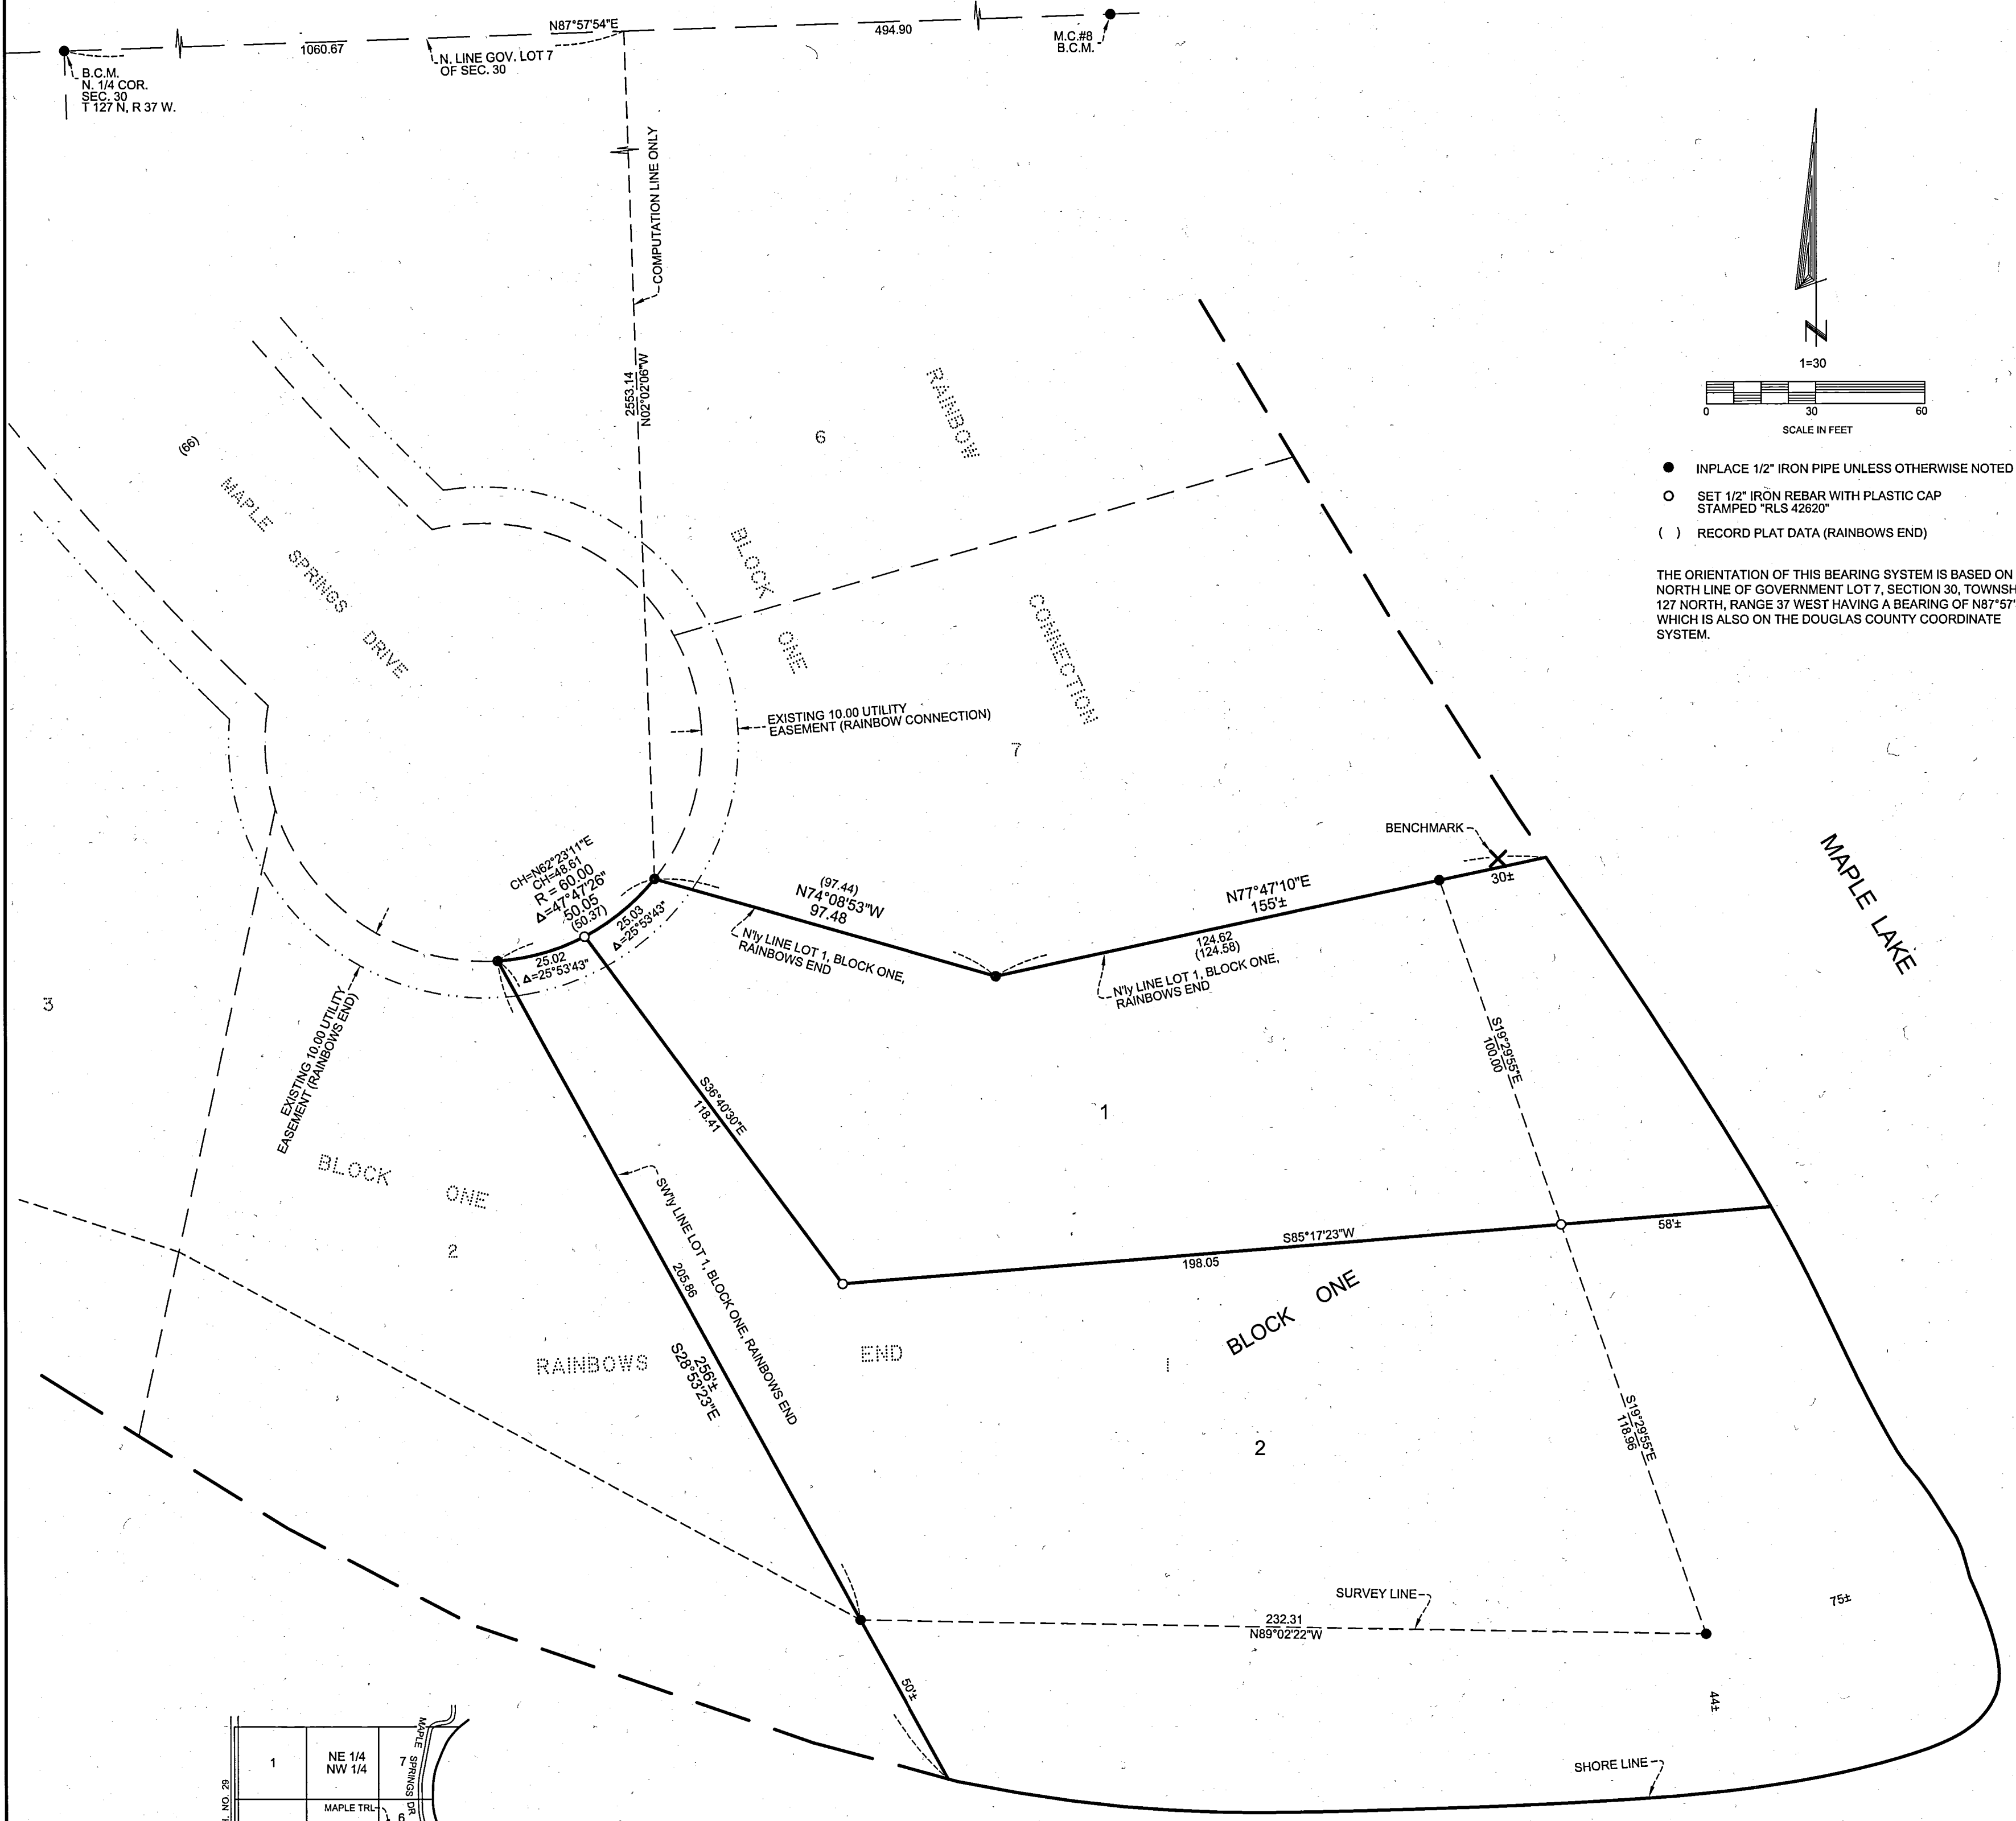 N87°57'54"E
1060.67
494.90
N. LINE GOV. LOT 7
OF SEC. 30
M.C.#8
B.C.M.
B.C.M.
N. 1/4 COR.
SEC. 30
T 127 N, R 37 W.
COMPUTATION LINE ONLY
2553.14
N02°02'06"W
1=30
0 30 60
SCALE IN FEET
INPLACE 1/2" IRON PIPE UNLESS OTHERWISE NOTED
SET 1/2" IRON REBAR WITH PLASTIC CAP
STAMPED "RLS 42620"
( ) RECORD PLAT DATA (RAINBOWS END)
THE ORIENTATION OF THIS BEARING SYSTEM IS BASED ON
NORTH LINE OF GOVERNMENT LOT 7, SECTION 30, TOWNSH
127 NORTH, RANGE 37 WEST HAVING A BEARING OF N87°57'
WHICH IS ALSO ON THE DOUGLAS COUNTY COORDINATE
SYSTEM.
N
(66)
MAPLE SPRINGS DRIVE
6
RAINBOW CONNECTION
BLOCK ONE
7
EXISTING 10.00 UTILITY
EASEMENT (RAINBOW CONNECTION)
BENCHMARK
MAPLE LAKE
CH=N62°23'11"E
CH=48.61
R = 60.00
Δ=47°47'26"
50.05
(50.37)
25.03
Δ=25°53'43"
25.02
Δ=25°53'43"
(97.44)
N74°08'53"W
97.48
N'ly LINE LOT 1, BLOCK ONE,
RAINBOWS END
N77°47'10"E
155'±
30±
124.62
(124.58)
N'ly LINE LOT 1, BLOCK ONE,
RAINBOWS END
3
EXISTING 10.00 UTILITY
EASEMENT (RAINBOWS END)
S19°29'55"E
100.00
S36°40'30"E
118.41
1
BLOCK ONE
2
SW'ly LINE LOT 1, BLOCK ONE, RAINBOWS END
205.86
256'±
S28°53'23"E
S85°17'23"W
198.05
58'±
BLOCK ONE
RAINBOWS END
1
2
S19°29'55"E
118.96
SURVEY LINE
232.31
N89°02'22"W
75±
50'±
44±
SHORE LINE
1
NE 1/4
NW 1/4
7
MAPLE SPRINGS DR
MAPLE TRL
6
NO. 29